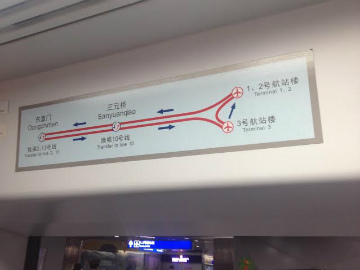 东直门
Dongzhimen
换乘2,13号线
Transfer to line 2, 13
三元桥
Sanyuanqiao
换乘10号线
Transfer to line 10
1、2号航站楼
Terminal 1, 2
3号航站楼
Terminal 3